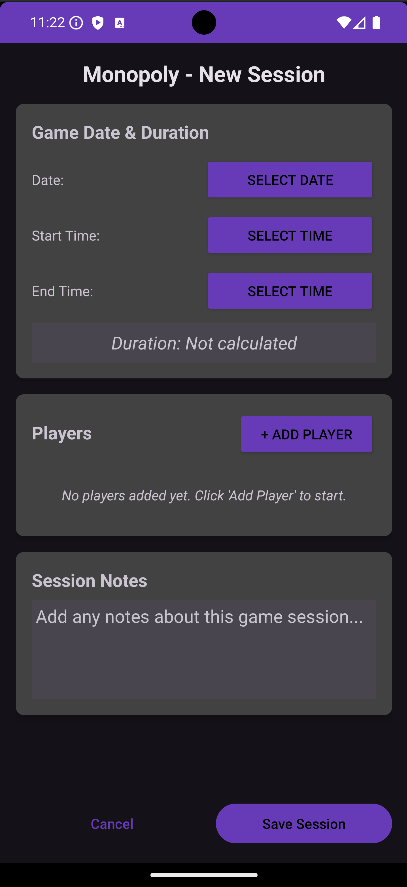 11:22
Monopoly - New Session
Game Date & Duration
Date:
SELECT DATE
Start Time:
SELECT TIME
End Time:
SELECT TIME
Duration: Not calculated
Players
+ ADD PLAYER
No players added yet. Click 'Add Player' to start.
Session Notes
Add any notes about this game session...
Cancel
Save Session